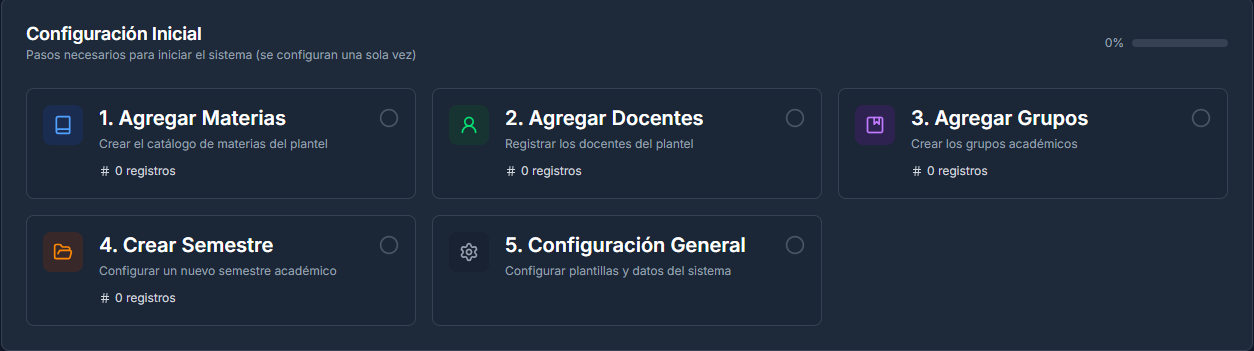 Configuración Inicial
Pasos necesarios para iniciar el sistema (se configuran una sola vez)
0%
1. Agregar Materias
Crear el catálogo de materias del plantel
# 0 registros
2. Agregar Docentes
Registrar los docentes del plantel
# 0 registros
3. Agregar Grupos
Crear los grupos académicos
# 0 registros
4. Crear Semestre
Configurar un nuevo semestre académico
# 0 registros
5. Configuración General
Configurar plantillas y datos del sistema